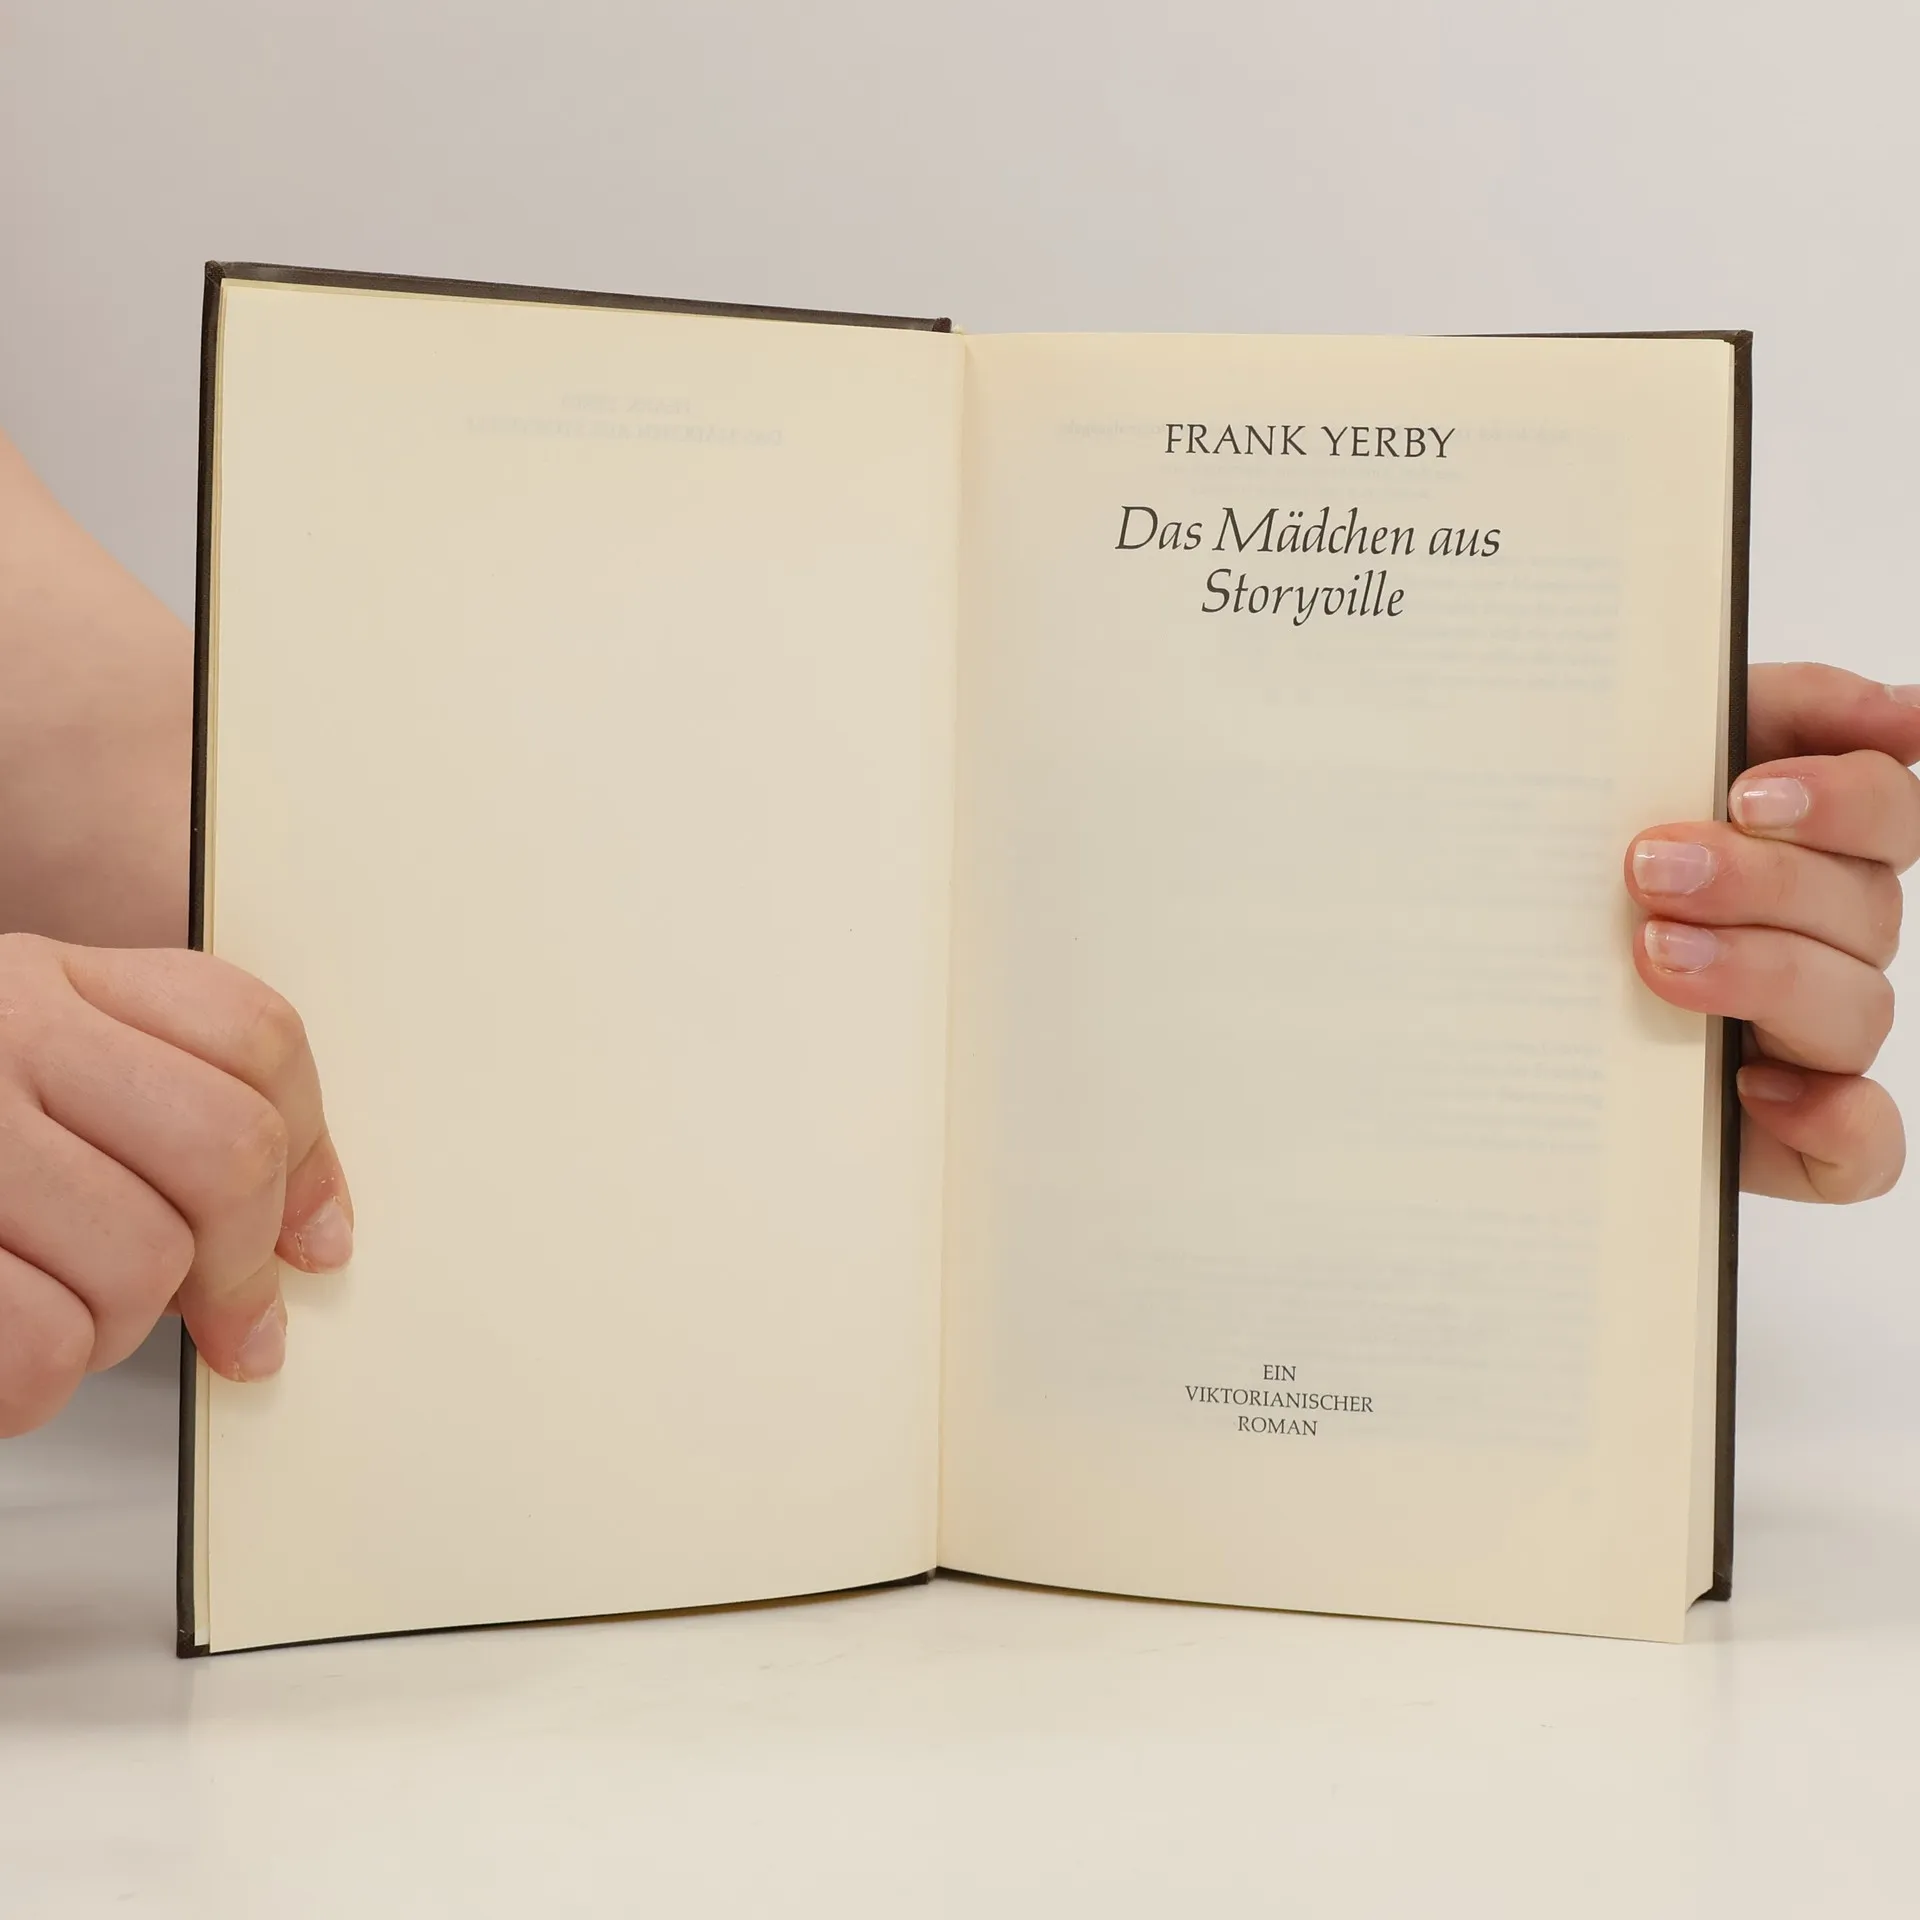 FRANK YERBY
Das Mädchen aus
Storyville
EIN
VIKTORIANISCHER
ROMAN